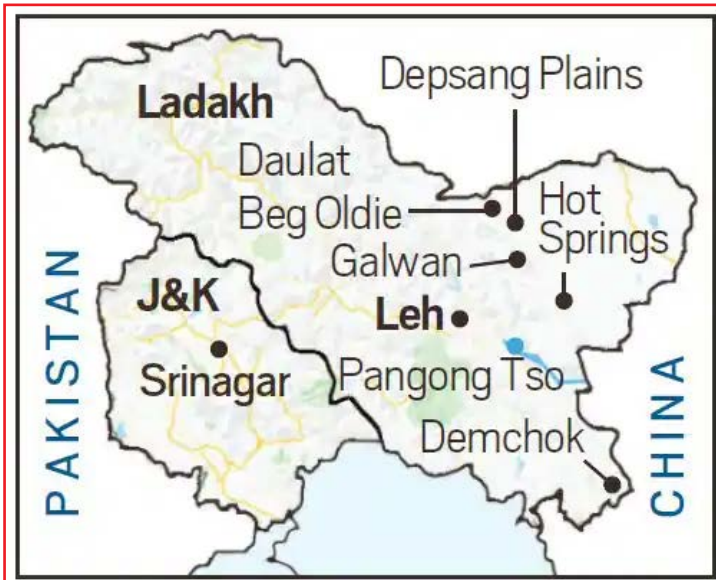 Depsang Plains
Ladakh
Daulat
Beg Oldie
Hot
Springs
Galwan
J&K
Leh
Srinagar
Pangong Tso
Demchok
PAKISTAN
CHINA